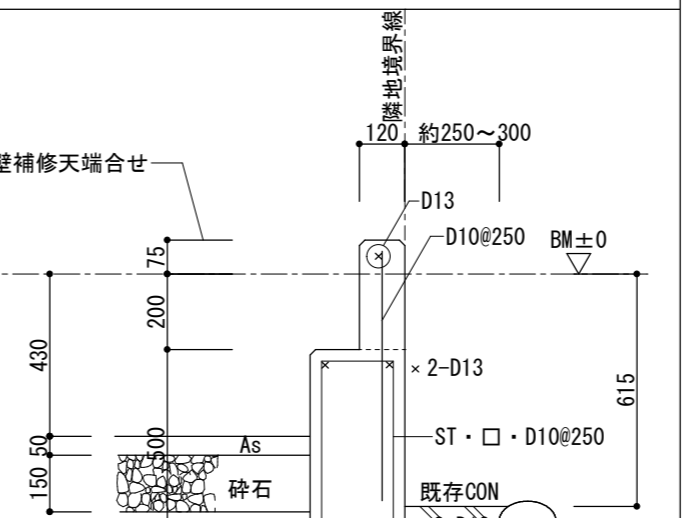 隣地境界線
120
約250～300
壁補修天端合せ
D13
D10@250
BM±0
75
200
430
× 2-D13
615
500
50
As
ST・□・D10@250
150
砕石
既存CON